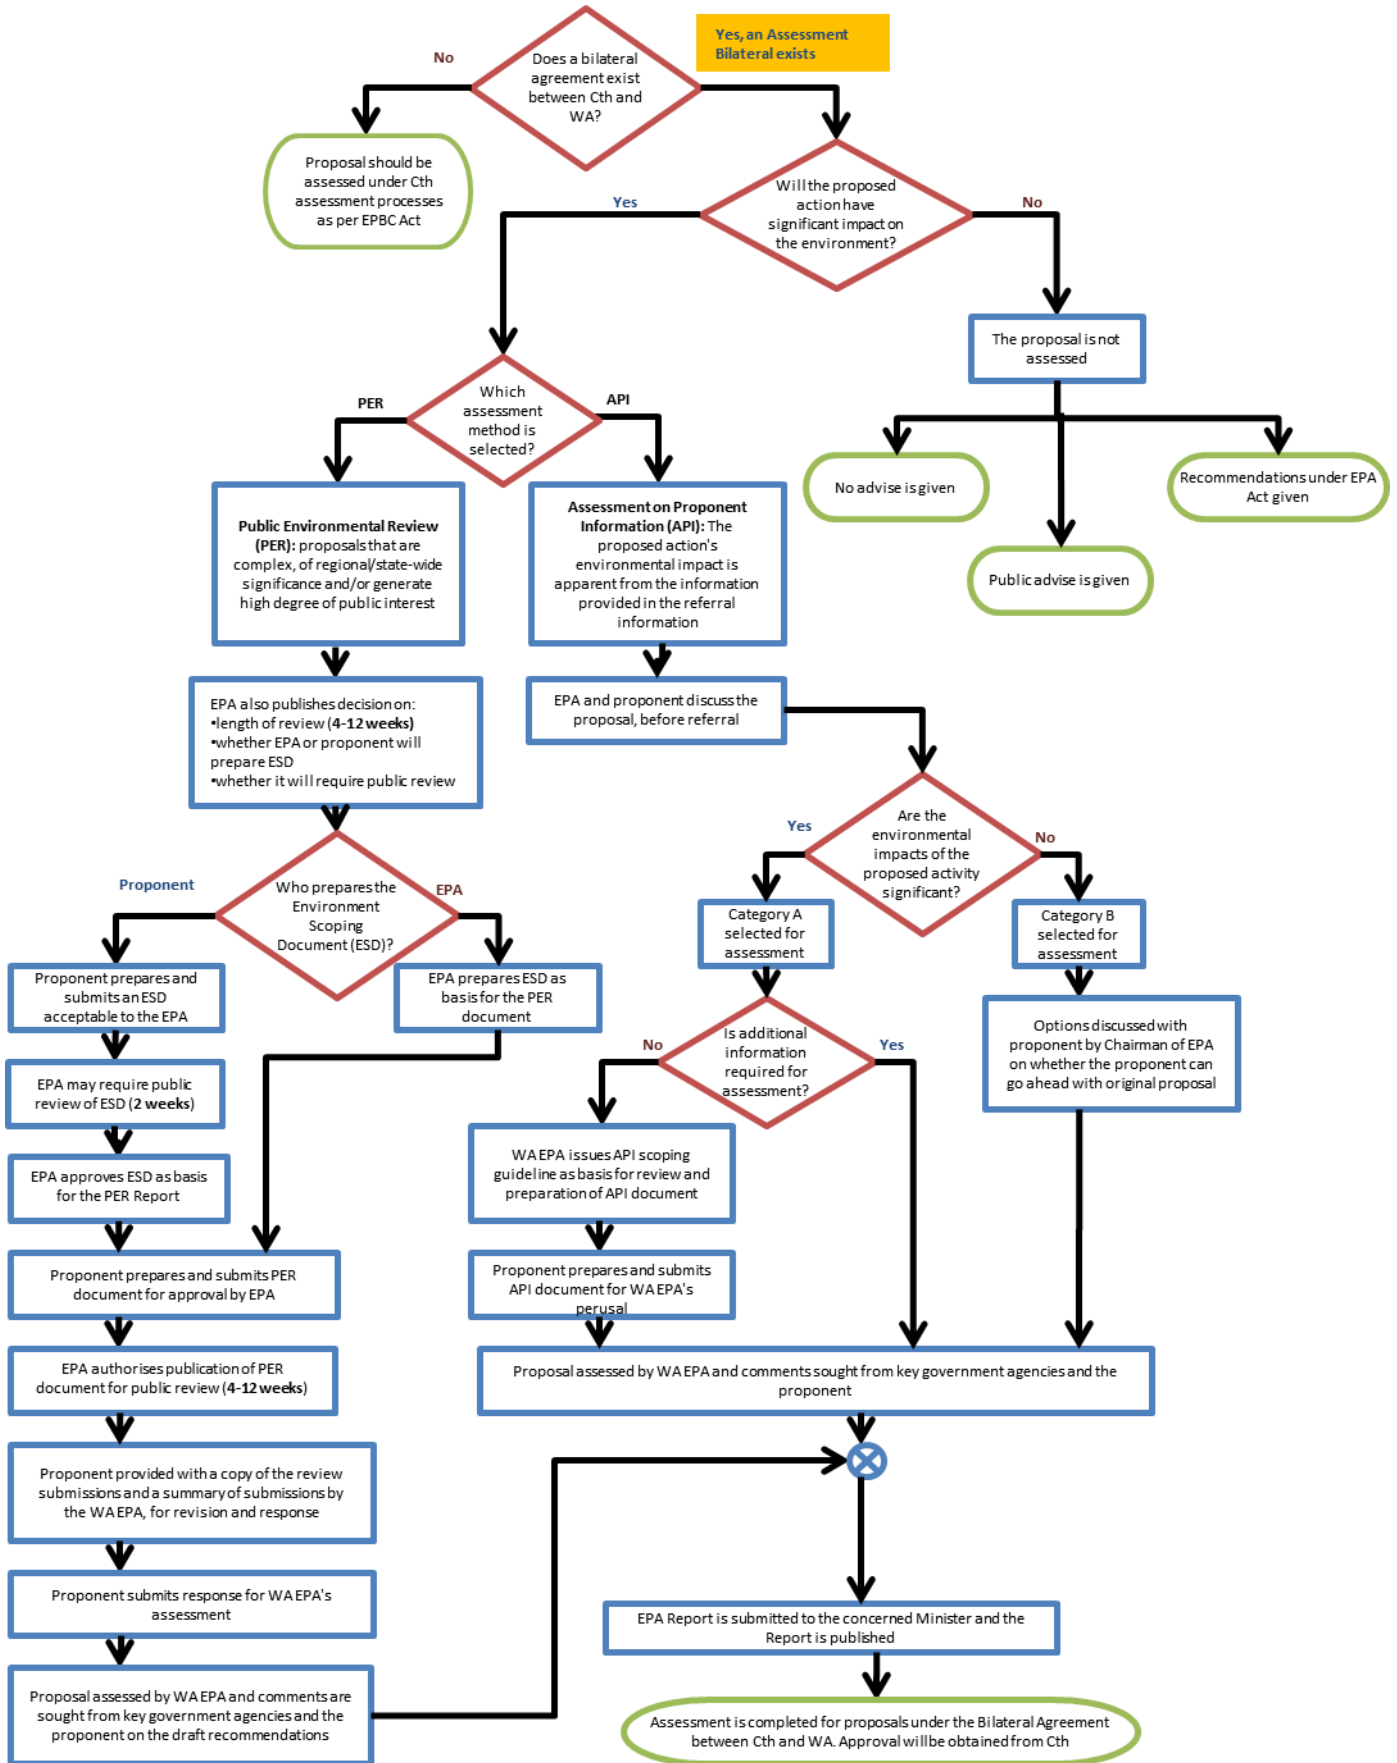 Yes, an Assessment
Bilateral exists
No
Does a bilateral
agreement exist
between Cth and
WA?
Proposal should be
assessed under Cth
assessment processes
as per EPBC Act
Yes
Will the proposed
action have
significant impact on
the environment?
No
The proposal is not
assessed
No advise is given
Recommendations under EPA
Act given
Public advise is given
PER
Which
assessment
method is
selected?
API
Public Environmental Review
(PER): proposals that are
complex, of regional/state-wide
significance and/or generate
high degree of public interest
Assessment on Proponent
Information (API): The
proposed action's
environmental impact is
apparent from the information
provided in the referral
information
EPA also publishes decision on:
•length of review (4-12 weeks)
•whether EPA or proponent will
prepare ESD
•whether it will require public review
EPA and proponent discuss the
proposal, before referral
Proponent
Who prepares the
Environment
Scoping
Document (ESD)?
EPA
Yes
Are the
environmental
impacts of the
proposed activity
significant?
No
Category A
selected for
assessment
Category B
selected for
assessment
Proponent prepares and
submits an ESD
acceptable to the EPA
EPA prepares ESD as
basis for the PER
document
No
Is additional
information
required for
assessment?
Yes
Options discussed with
proponent by Chairman of EPA
on whether the proponent can
go ahead with original proposal
EPA may require public
review of ESD (2 weeks)
EPA approves ESD as basis
for the PER Report
WA EPA issues API scoping
guideline as basis for review and
preparation of API document
Proponent prepares and submits PER
document for approval by EPA
Proponent prepares and submits
API document for WA EPA's
perusal
EPA authorises publication of PER
document for public review (4-12 weeks)
Proposal assessed by WA EPA and comments sought from key government agencies and the
proponent
Proponent provided with a copy of the review
submissions and a summary of submissions by
the WA EPA, for revision and response
Proponent submits response for WA EPA's
assessment
Proposal assessed by WA EPA and comments are
sought from key government agencies and the
proponent on the draft recommendations
EPA Report is submitted to the concerned Minister and the
Report is published
Assessment is completed for proposals under the Bilateral Agreement
between Cth and WA. Approval will be obtained from Cth